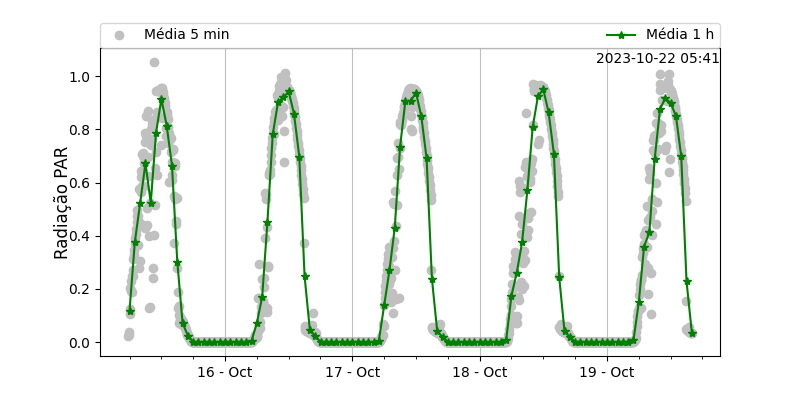 Média 5 min
Média 1 h
2023-10-22 05:41
Radiação PAR
1.0
0.8
0.6
0.4
0.2
0.0
16 - Oct
17 - Oct
18 - Oct
19 - Oct